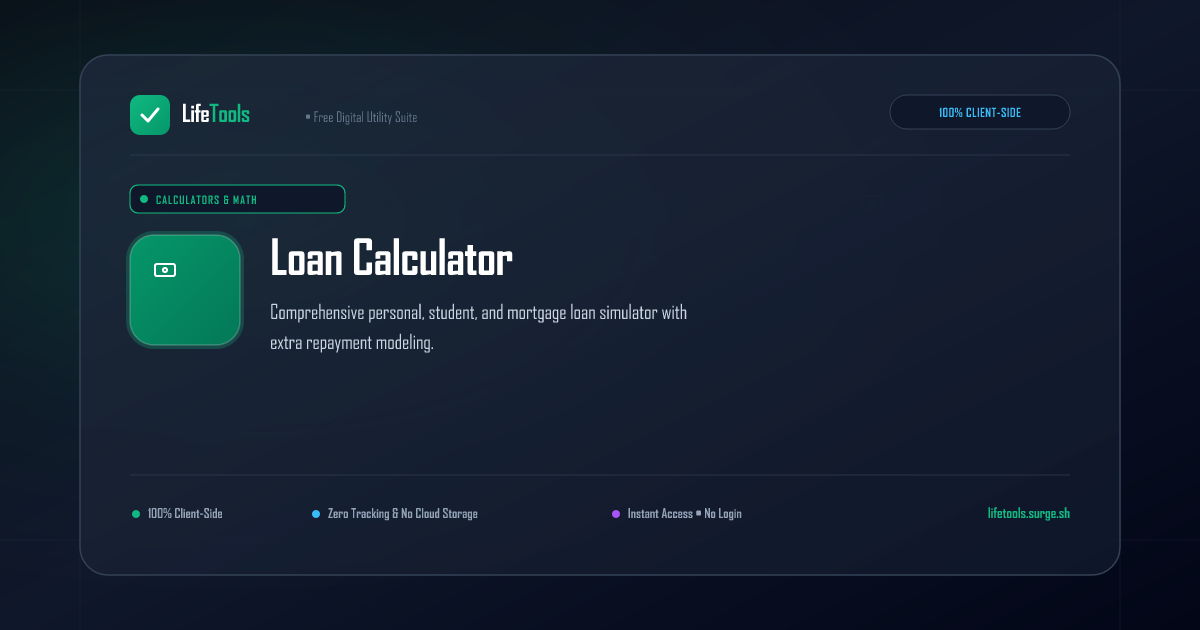 LifeTools
▪ Free Digital Utility Suite
100% CLIENT-SIDE
CALCULATORS & MATH
Loan Calculator
Comprehensive personal, student, and mortgage loan simulator with
extra repayment modeling.
100% Client-Side
Zero Tracking & No Cloud Storage
Instant Access ▪ No Login
lifetools.surge.sh